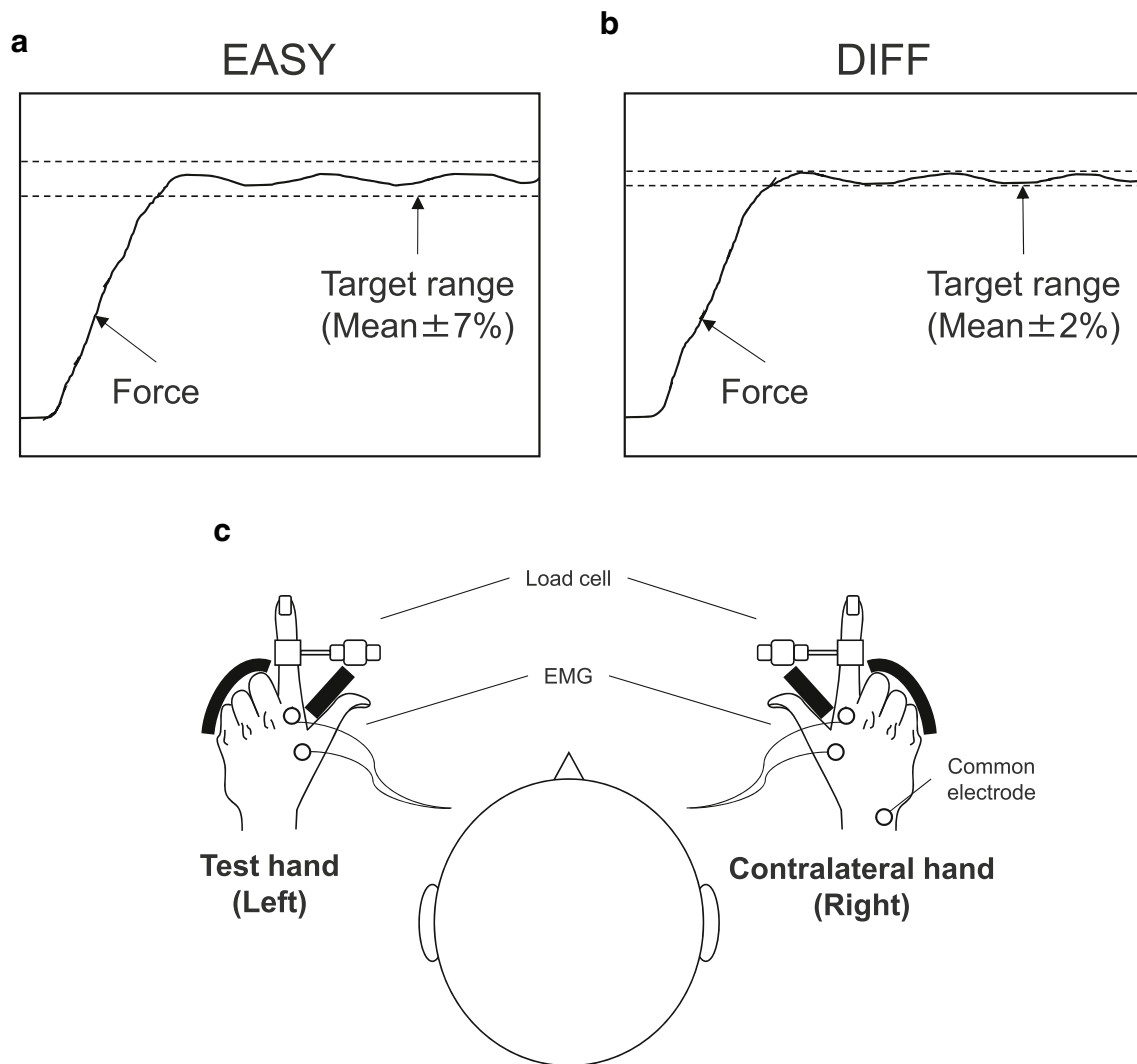 a
EASY
Target range
(Mean±7%)
Force
b
DIFF
Target range
(Mean±2%)
Force
c
Load cell
EMG
Common
electrode
Test hand
(Left)
Contralateral hand
(Right)